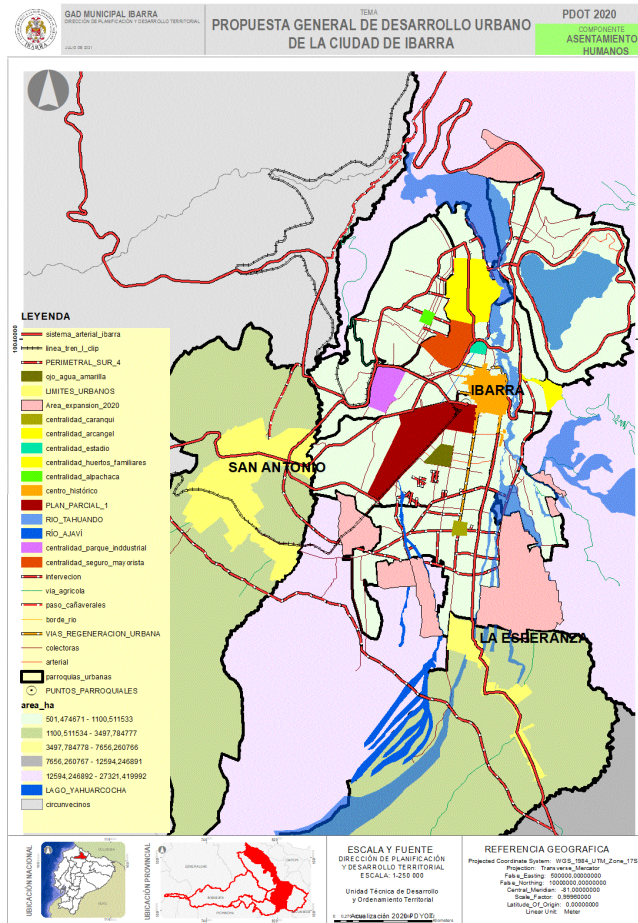 GAD MUNICIPAL IBARRA
DIRECCIÓN DE PLANIFICACIÓN Y DESARROLLO TERRITORIAL
JULIO DE 2021
TEMA
PROPUESTA GENERAL DE DESARROLLO URBANO
DE LA CIUDAD DE IBARRA
PDOT 2020
COMPONENTE
ASENTAMIENTO
HUMANOS
IBARRA
SAN ANTONIO
LA ESPERANZA
LEYENDA
sistema_arterial_ibarra
linea_tren_l_clip
PERIMETRAL_SUR_4
ojo_agua_amarilla
LIMITES_URBANOS
Area_expansion_2020
centralidad_caranqui
centralidad_arcangel
centralidad_estadio
centralidad_huertos_familiares
centralidad_alpachaca
centro_histórico
PLAN_PARCIAL_1
RIO_TAHUANDO
RÍO_AJAVÍ
centralidad_parque_inddustrial
centralidad_seguro_mayorista
intervecion
via_agricola
paso_cañaverales
borde_rio
VIAS_REGENERACION_URBANA
colectoras
arterial
parroquias_urbanas
PUNTOS_PARROQUIALES
area_ha
501,474671 - 1100,511533
1100,511534 - 3497,784777
3497,784778 - 7656,260766
7656,260767 - 12594,246891
12594,246892 - 27321,419992
LAGO_YAHUARCOCHA
circunvecinos
UBICACIÓN NACIONAL
UBICACIÓN PROVINCIAL
ESCALA Y FUENTE
DIRECCIÓN DE PLANIFICACIÓN
Y DESARROLLO TERRITORIAL
ESCALA: 1-250 000
Unidad Técnica de Desarrollo
y Ordenamiento Territorial
Actualización 2020 PDYOT
REFERENCIA GEOGRAFICA
Projected Coordinate System: WGS_1984_UTM_Zone_17S
Projection: Transverse_Mercator
False_Easting: 500000,00000000
False_Northing: 10000000,00000000
Central_Meridian: -81,00000000
Scale_Factor: 0,99960000
Latitude_Of_Origin: 0,00000000
Linear Unit: Meter